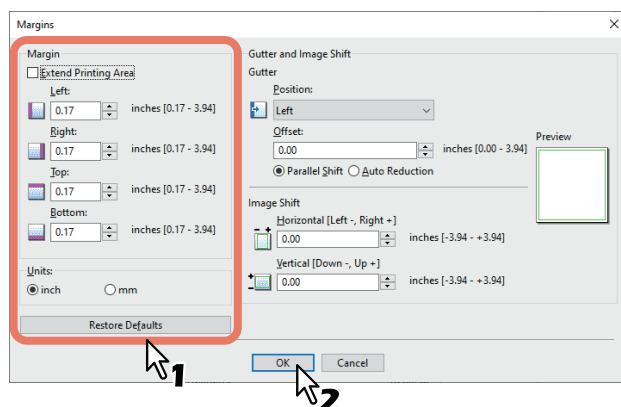 Margins
Margin
Extend Printing Area
Left:
0.17 inches [0.17 - 3.94]
Right:
0.17 inches [0.17 - 3.94]
Top:
0.17 inches [0.17 - 3.94]
Bottom:
0.17 inches [0.17 - 3.94]
Units:
inch mm
Restore Defaults
1
Gutter and Image Shift
Gutter
Position:
Left
Offset:
0.00 inches [0.00 - 3.94]
Parallel Shift Auto Reduction
Preview
Image Shift
Horizontal [Left -, Right +]
0.00 inches [-3.94 - +3.94]
Vertical [Down -, Up +]
0.00 inches [-3.94 - +3.94]
OK Cancel
2